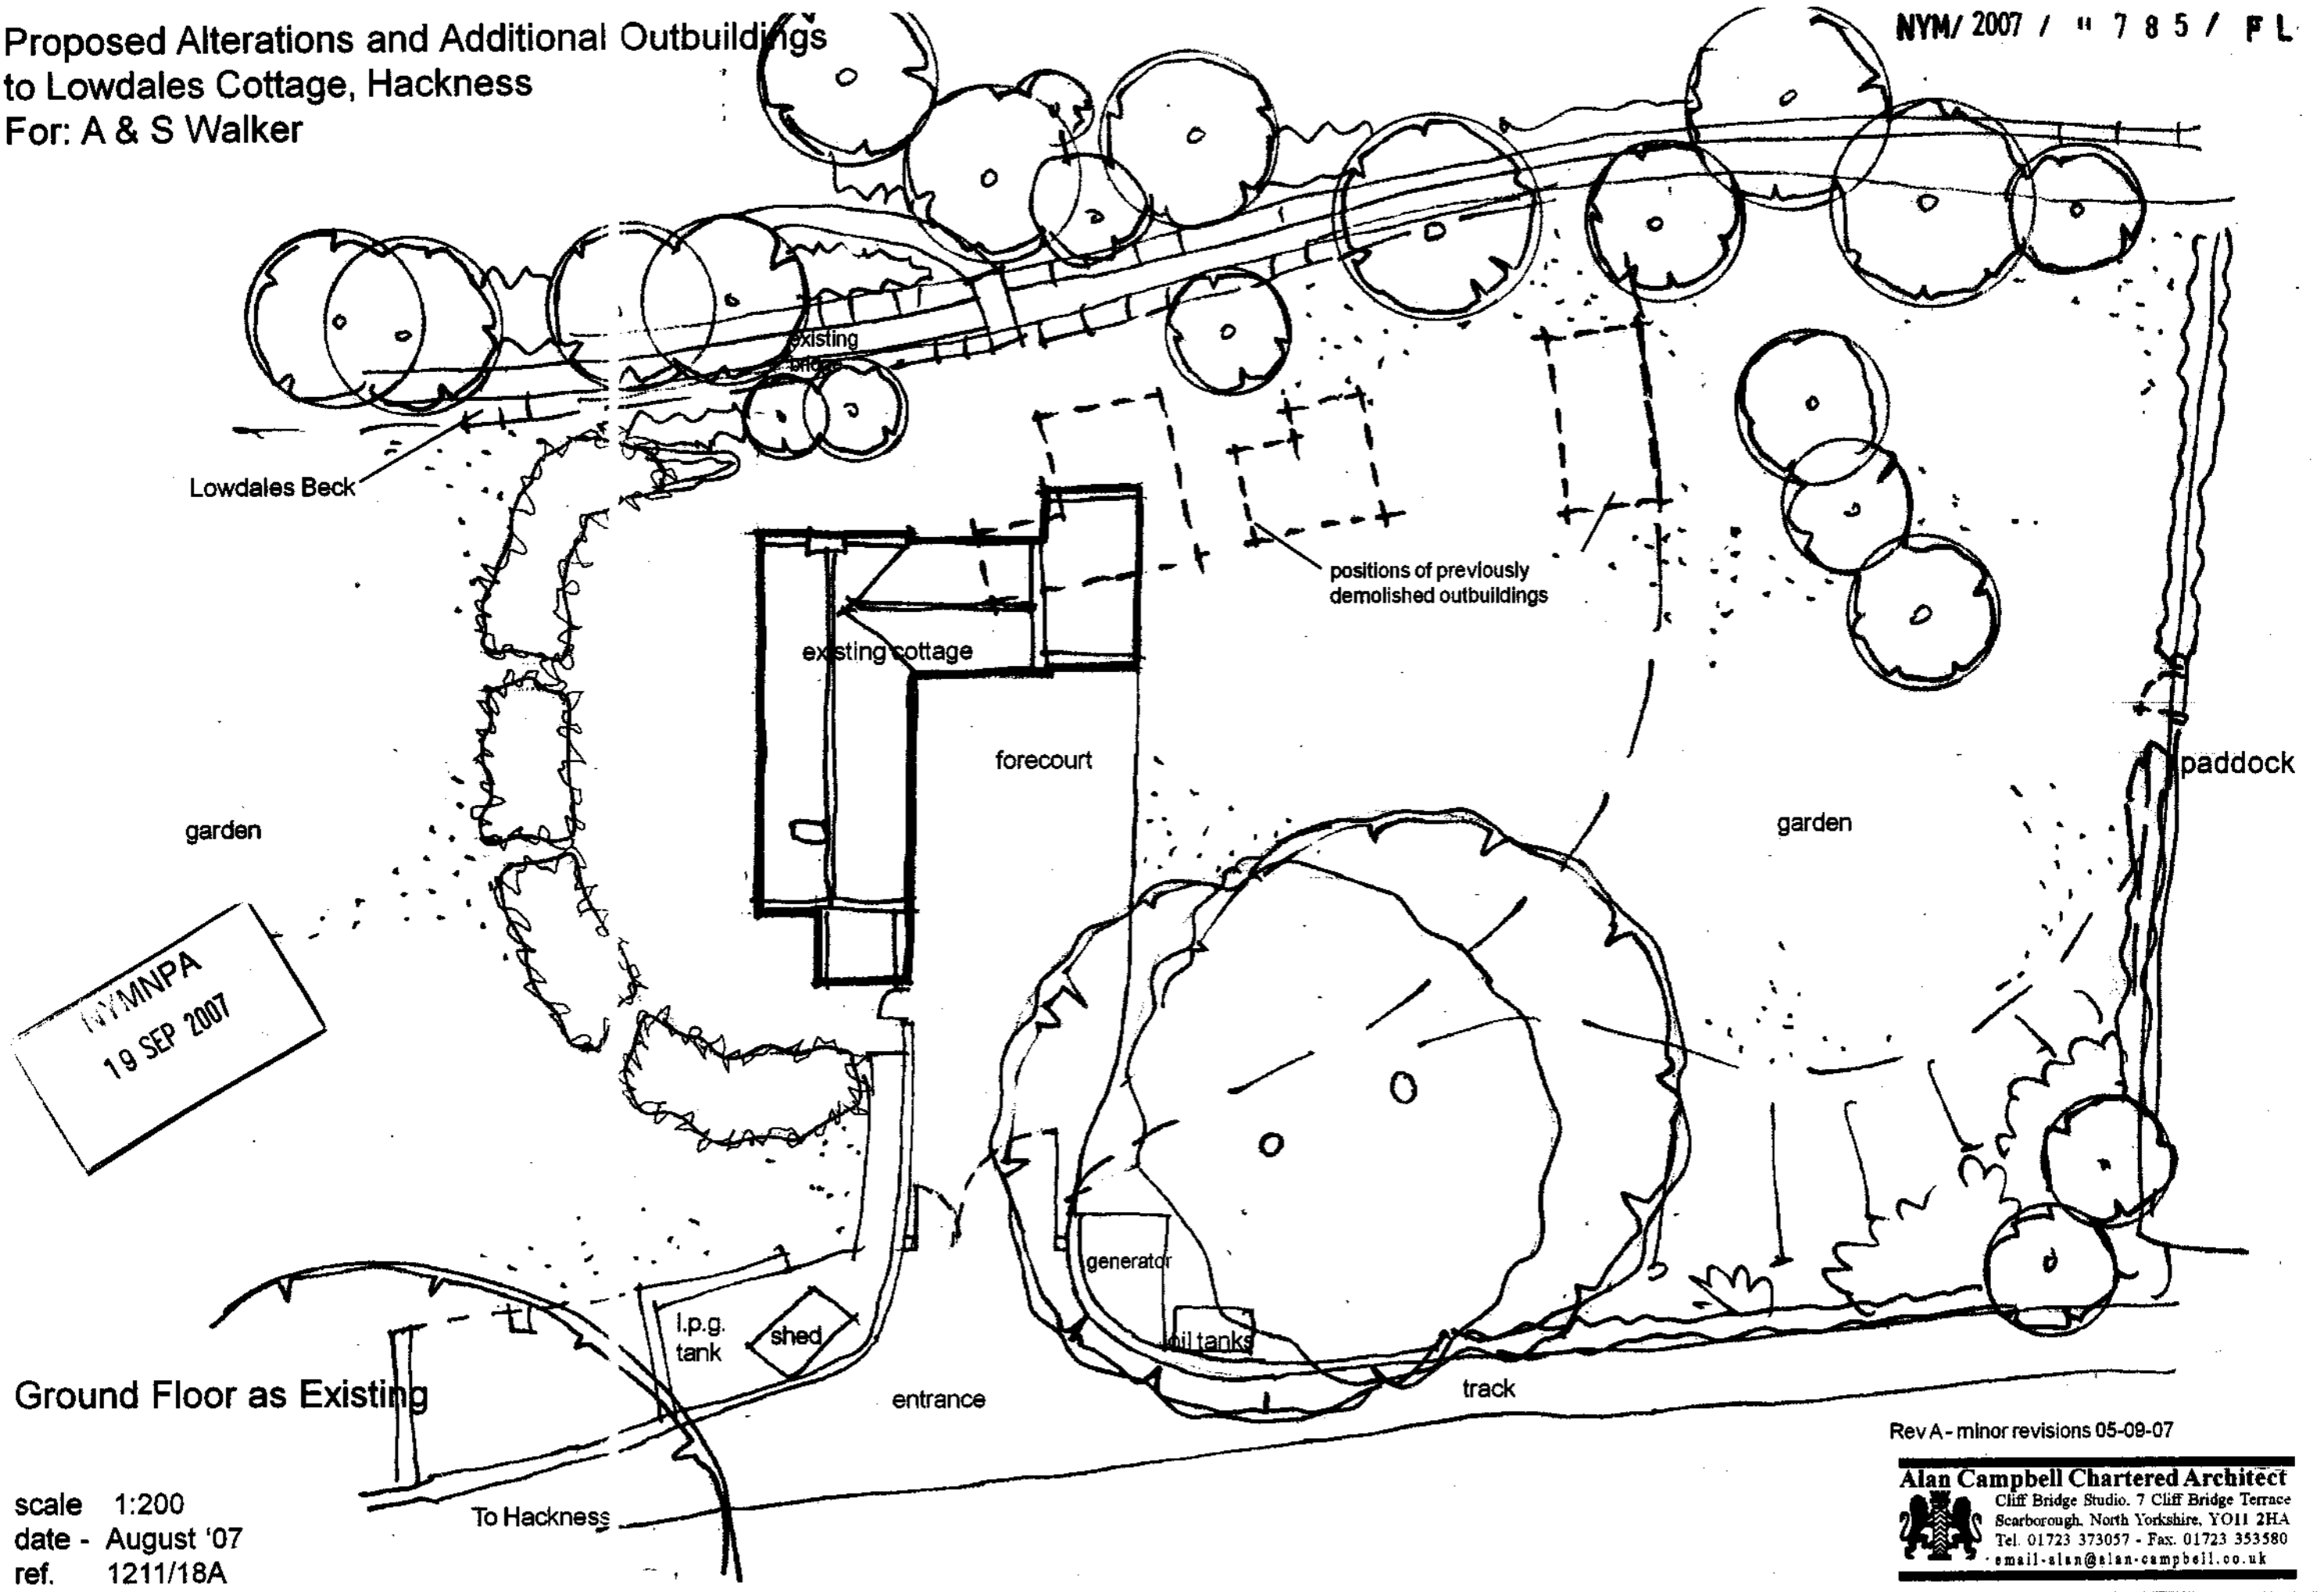 Proposed Alterations and Additional Outbuildings
to Lowdales Cottage, Hackness
For: A & S Walker
NYM/ 2007 / " 7 8 5 / F L
existing
bridge
Lowdales Beck
positions of previously
demolished outbuildings
existing cottage
forecourt
paddock
garden
garden
NYMNPA
19 SEP 2007
generator
l.p.g.
tank
shed
oil tanks
Ground Floor as Existing
entrance
track
To Hackness
scale 1:200
date - August '07
ref. 1211/18A
Rev A - minor revisions 05-09-07
Alan Campbell Chartered Architect
Cliff Bridge Studio. 7 Cliff Bridge Terrace
Scarborough. North Yorkshire, YO11 2HA
Tel. 01723 373057 - Fax. 01723 353580
email-alan@alan-campbell.co.uk